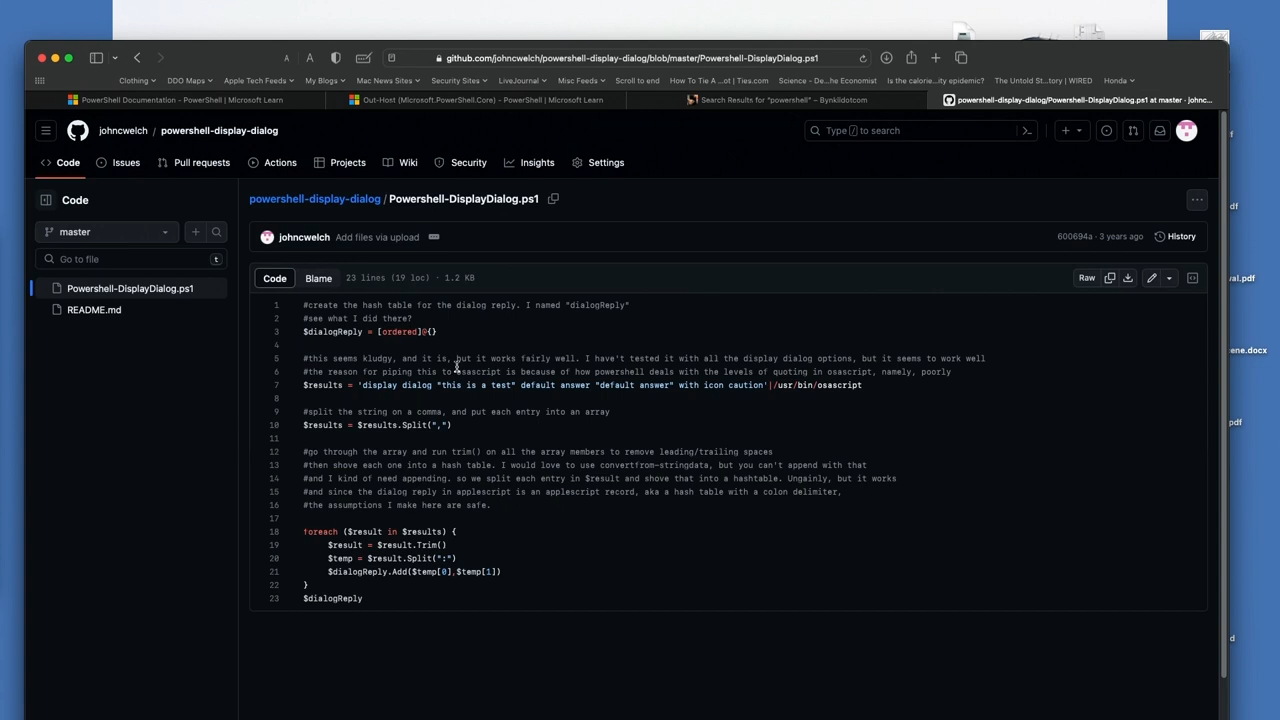 github.com/johncwelch/powershell-display-dialog/blob/master/PowerShell-DisplayDialog.ps1
Clothing DDO Maps Apple Tech Feeds My Blogs Mac News Sites Security Sites LiveJournal Misc Feeds Scroll to end How To Tie A ...ot | Ties.com Science - De...he Economist Is the calorie...ity epidemic? The Untold St...tory | WIRED Honda
PowerShell Documentation - PowerShell | Microsoft Learn
Out-Host (Microsoft.PowerShell.Core) - PowerShell | Microsoft Learn
Search Results for "powershell" – Bynklidotcom
powershell-display-dialog/Powershell-DisplayDialog.ps1 at master · johnc...
johncwelch / powershell-display-dialog
Type / to search
Code Issues Pull requests Actions Projects Wiki Security Insights Settings
Code
master
Go to file t
Powershell-DisplayDialog.ps1
README.md
powershell-display-dialog / Powershell-DisplayDialog.ps1
johncwelch Add files via upload 600694a · 3 years ago History
Code Blame 23 lines (19 loc) · 1.2 KB Raw
1 #create the hash table for the dialog reply. I named "dialogReply"
2 #see what I did there?
3 $dialogReply = [ordered]@{}
4
5 #this seems kludgy, and it is, but it works fairly well. I have't tested it with all the display dialog options, but it seems to work well
6 #the reason for piping this to osascript is because of how powershell deals with the levels of quoting in osascript, namely, poorly
7 $results = 'display dialog "this is a test" default answer "default answer" with icon caution'|/usr/bin/osascript
8
9 #split the string on a comma, and put each entry into an array
10 $results = $results.Split(",")
11
12 #go through the array and run trim() on all the array members to remove leading/trailing spaces
13 #then shove each one into a hash table. I would love to use convertfrom-stringdata, but you can't append with that
14 #and I kind of need appending. so we split each entry in $result and shove that into a hashtable. Ungainly, but it works
15 #and since the dialog reply in applescript is an applescript record, aka a hash table with a colon delimiter,
16 #the assumptions I make here are safe.
17
18 foreach ($result in $results) {
19 $result = $result.Trim()
20 $temp = $result.Split(":")
21 $dialogReply.Add($temp[0],$temp[1])
22 }
23 $dialogReply
df
val.pdf
cene.docx
pdf
d